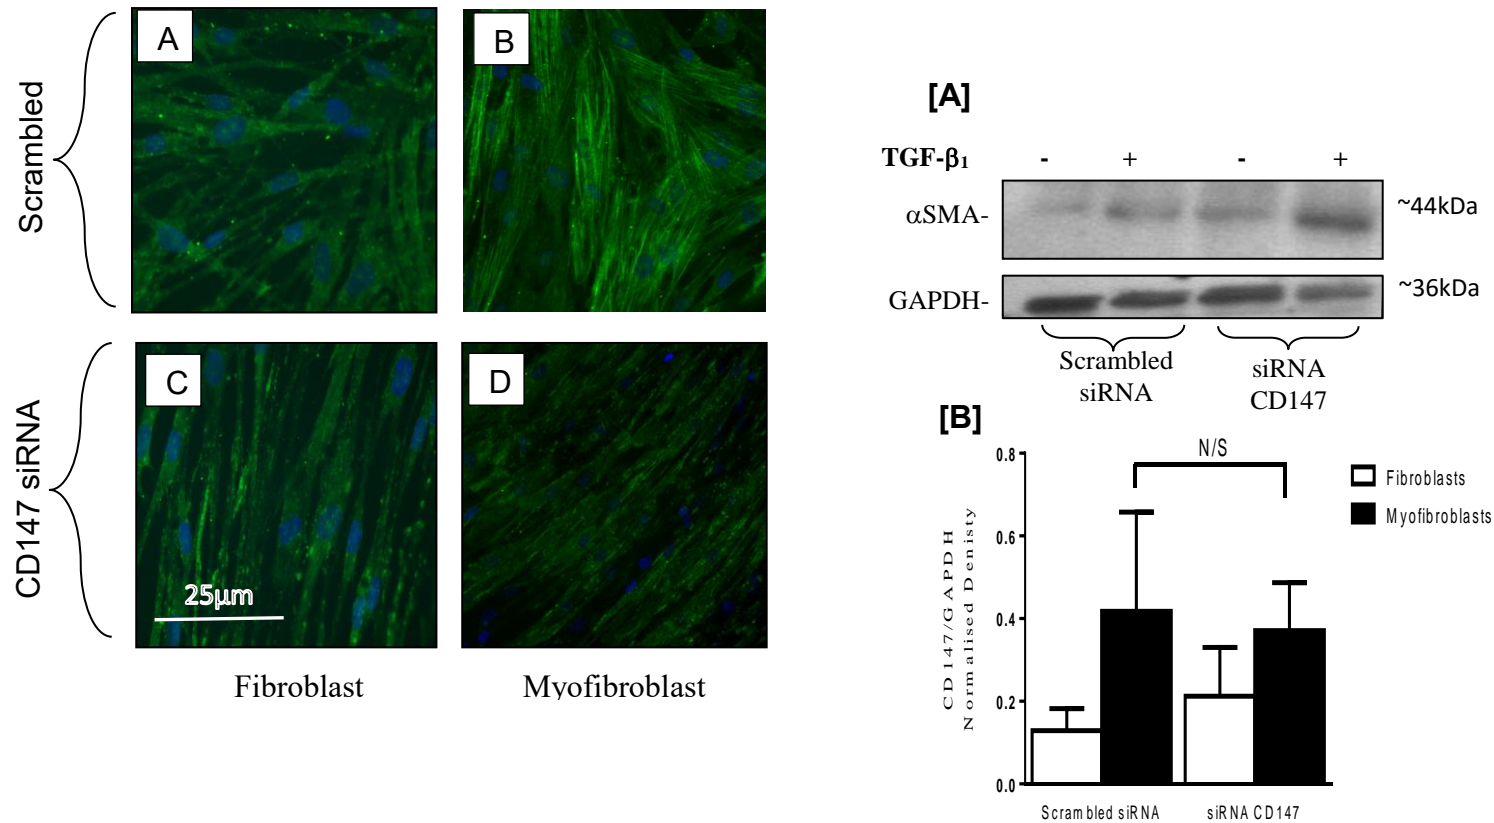 Scrambled
A
B
CD147 siRNA
C
D
25μm
Fibroblast
Myofibroblast
[A]
TGF-β₁ - + - +
αSMA- ~44kDa
GAPDH- ~36kDa
Scrambled
siRNA
siRNA
CD147
[B]
N/S
CD147/GAPDH
Normalised Denisty
0.8
0.6
0.4
0.2
0.0
Scrambled siRNA
siRNA CD147
Fibroblasts
Myofibroblasts